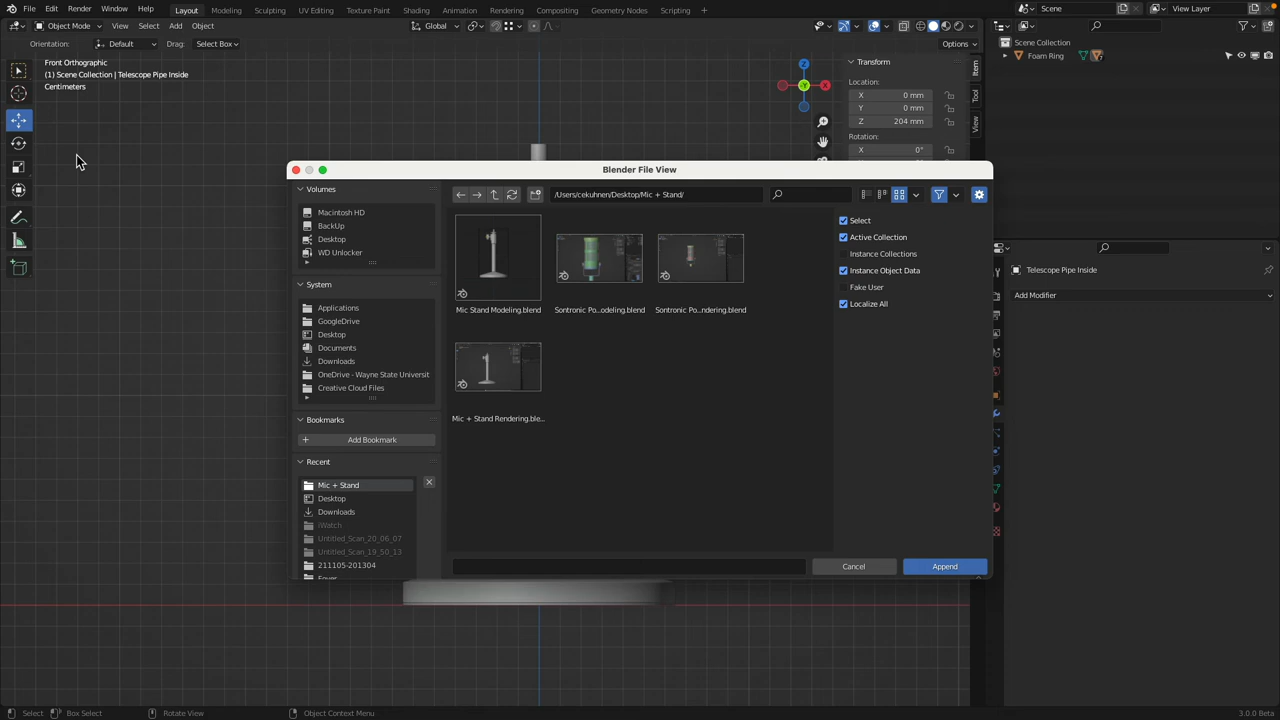 File Edit Render Window Help Layout Modeling Sculpting UV Editing Texture Paint Shading Animation Rendering Compositing Geometry Nodes Scripting + Scene View Layer
Object Mode View Select Add Object Global
Orientation: Default Drag: Select Box Options
Front Orthographic
(1) Scene Collection | Telescope Pipe Inside
Centimeters
Z
Y
X
Transform
Location:
X 0 mm
Y 0 mm
Z 204 mm
Rotation:
X 0°
Y 0°
Item
Tool
View
Scene Collection
Foam Ring
7
Telescope Pipe Inside
Add Modifier
Blender File View
Volumes
Macintosh HD
BackUp
Desktop
WD Unlocker
System
Applications
GoogleDrive
Desktop
Documents
Downloads
OneDrive - Wayne State Universit
Creative Cloud Files
Bookmarks
+ Add Bookmark
Recent
Mic + Stand
Desktop
Downloads
iWatch
Untitled_Scan_20_06_07
Untitled_Scan_19_50_13
211105-201304
Foyer
/Users/cekuhnen/Desktop/Mic + Stand/
Mic Stand Modeling.blend
Sontronic Po...odeling.blend
Sontronic Po...ndering.blend
Mic + Stand Rendering.ble...
Select
Active Collection
Instance Collections
Instance Object Data
Fake User
Localize All
Cancel Append
Select Box Select Rotate View Object Context Menu 3.0.0 Beta